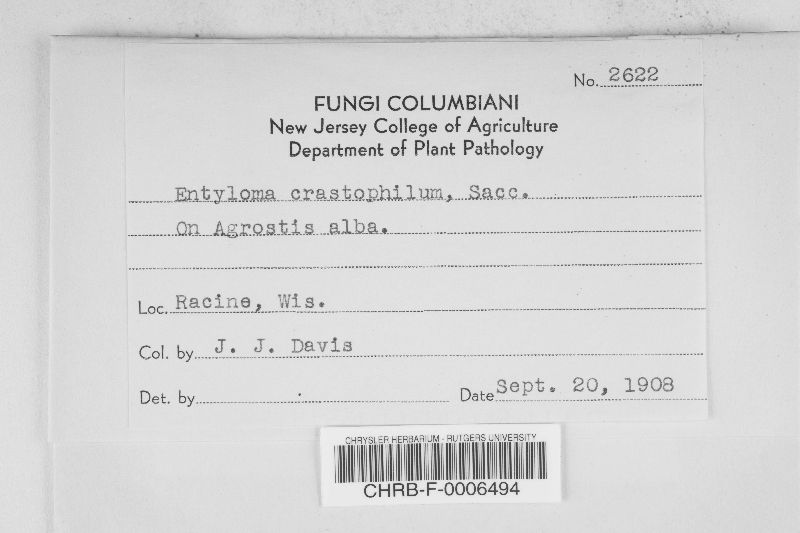 No. 2622
FUNGI COLUMBIANI
New Jersey College of Agriculture
Department of Plant Pathology
Entyloma crastophilum, Sacc.
On Agrostis alba.
Loc. Racine, Wis.
Col. by J. J. Davis
Det. by Date Sept. 20, 1908
CHRYSLER HERBARIUM - RUTGERS UNIVERSITY
CHRB-F-0006494